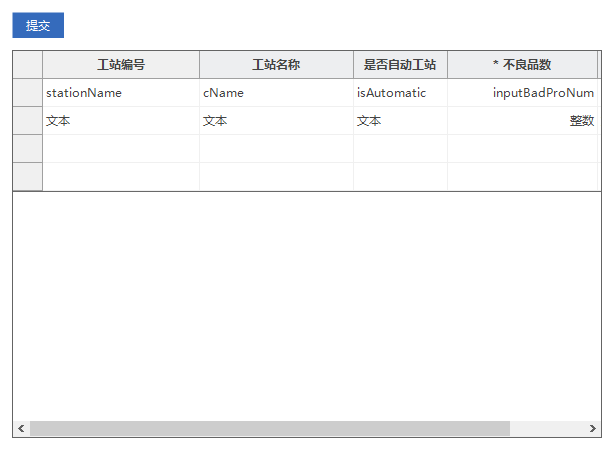 提交
工站编号 工站名称 是否自动工站 * 不良品数
stationName cName isAutomatic inputBadProNum
文本 文本 文本 整数